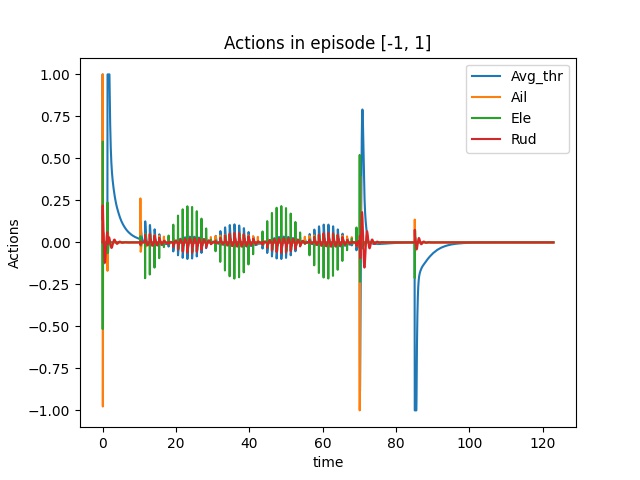 Actions in episode [-1, 1]
Avg_thr
Ail
Ele
Rud
1.00
0.75
0.50
0.25
0.00
−0.25
−0.50
−0.75
−1.00
Actions
0 20 40 60 80 100 120
time